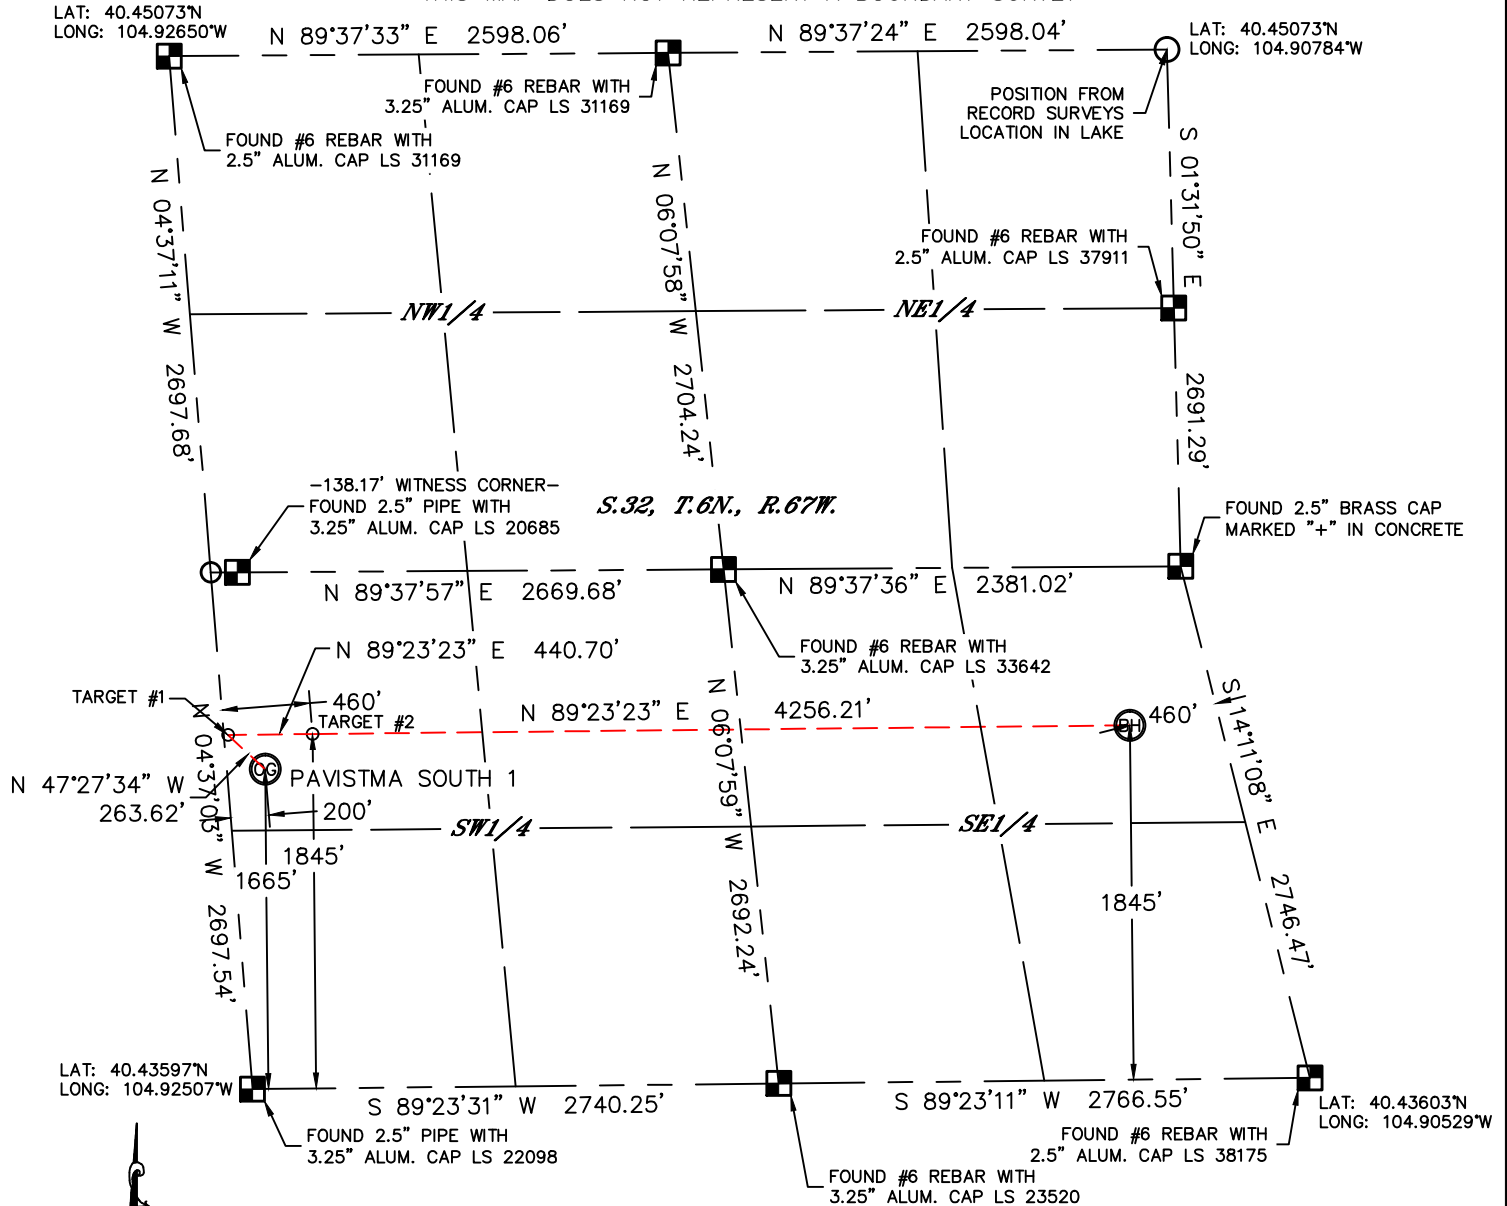 LAT: 40.45073°N
LONG: 104.92650°W
N 89°37'33" E 2598.06'
N 89°37'24" E 2598.04'
LAT: 40.45073°N
LONG: 104.90784°W
FOUND #6 REBAR WITH
3.25" ALUM. CAP LS 31169
POSITION FROM
RECORD SURVEYS
LOCATION IN LAKE
FOUND #6 REBAR WITH
2.5" ALUM. CAP LS 31169
N 04°37'11" W 2697.68'
N 06°07'58" W 2704.24'
S 01°31'50" E 2691.29'
FOUND #6 REBAR WITH
2.5" ALUM. CAP LS 37911
NW1/4
NE1/4
-138.17' WITNESS CORNER-
FOUND 2.5" PIPE WITH
3.25" ALUM. CAP LS 20685
S.32, T.6N., R.67W.
FOUND 2.5" BRASS CAP
MARKED "+" IN CONCRETE
N 89°37'57" E 2669.68'
N 89°37'36" E 2381.02'
N 89°23'23" E 440.70'
FOUND #6 REBAR WITH
3.25" ALUM. CAP LS 33642
TARGET #1
460'
TARGET #2
N 89°23'23" E 4256.21'
BH
460'
N 47°27'34" W
263.62'
OG
PAVISTMA SOUTH 1
200'
N 04°37'03" W 2697.54'
N 06°07'59" W 2692.24'
S 14°11'08" E 2746.47'
SW1/4
SE1/4
1845'
1665'
1845'
LAT: 40.43597°N
LONG: 104.92507°W
S 89°23'31" W 2740.25'
S 89°23'11" W 2766.55'
LAT: 40.43603°N
LONG: 104.90529°W
FOUND 2.5" PIPE WITH
3.25" ALUM. CAP LS 22098
FOUND #6 REBAR WITH
2.5" ALUM. CAP LS 38175
FOUND #6 REBAR WITH
3.25" ALUM. CAP LS 23520